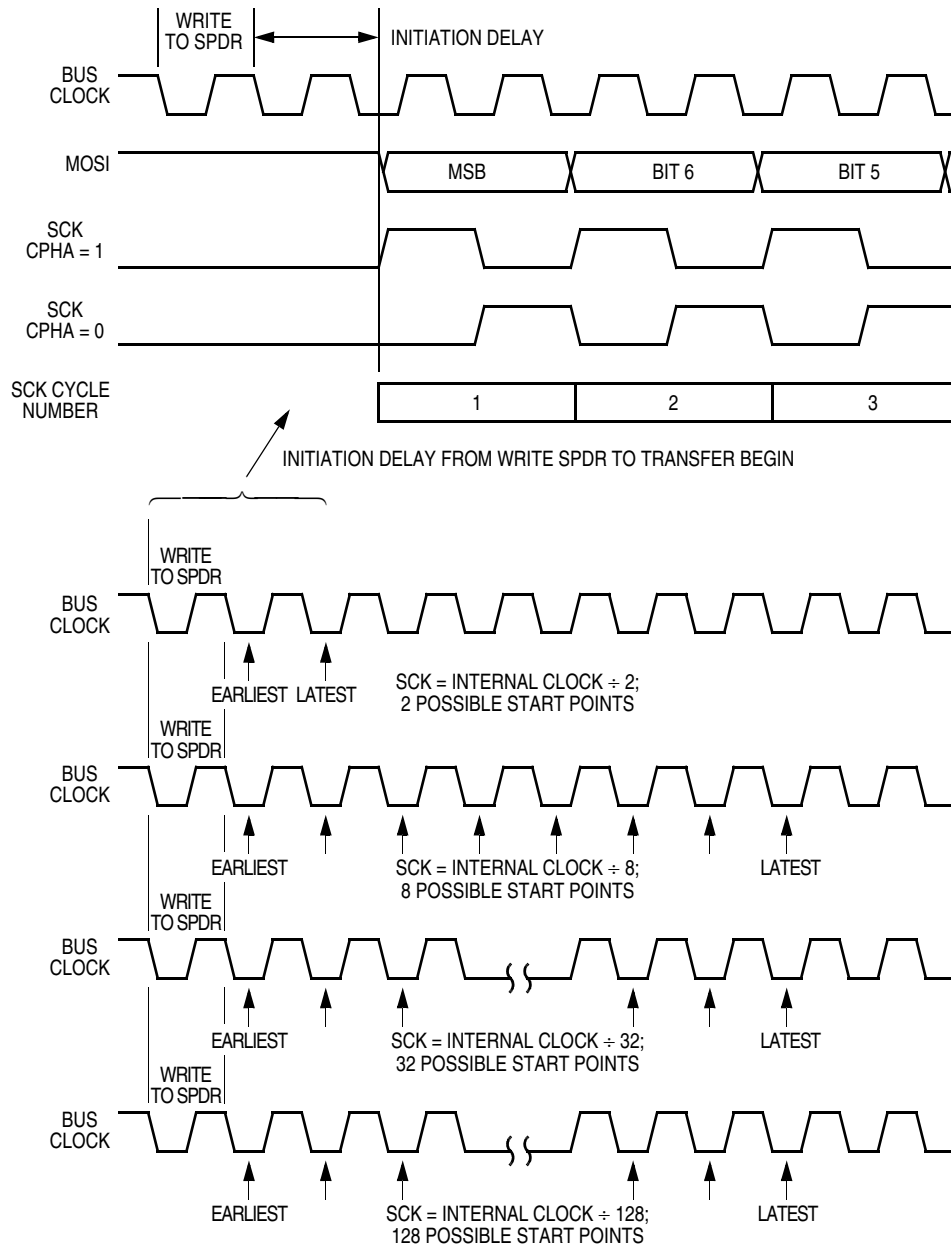 WRITE
TO SPDR
INITIATION DELAY
BUS
CLOCK
MOSI
MSB
BIT 6
BIT 5
SCK
CPHA = 1
SCK
CPHA = 0
SCK CYCLE
NUMBER
1
2
3
INITIATION DELAY FROM WRITE SPDR TO TRANSFER BEGIN
WRITE
TO SPDR
BUS
CLOCK
EARLIEST
LATEST
SCK = INTERNAL CLOCK ÷ 2;
2 POSSIBLE START POINTS
WRITE
TO SPDR
BUS
CLOCK
EARLIEST
SCK = INTERNAL CLOCK ÷ 8;
8 POSSIBLE START POINTS
LATEST
WRITE
TO SPDR
BUS
CLOCK
EARLIEST
SCK = INTERNAL CLOCK ÷ 32;
32 POSSIBLE START POINTS
LATEST
WRITE
TO SPDR
BUS
CLOCK
EARLIEST
SCK = INTERNAL CLOCK ÷ 128;
128 POSSIBLE START POINTS
LATEST